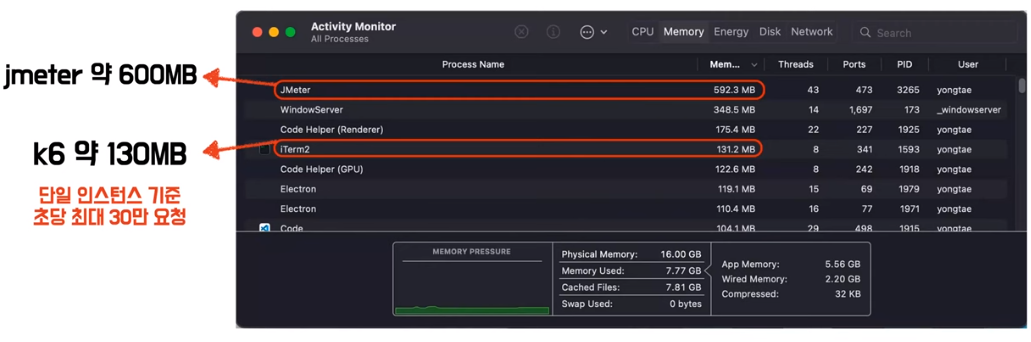 Activity Monitor
All Processes
CPU Memory Energy Disk Network
Search
Process Name Mem... Threads Ports PID User
jmeter 약 600MB
JMeter 592.3 MB 43 473 3265 yongtae
WindowServer 348.5 MB 14 1,697 173 _windowserver
Code Helper (Renderer) 175.4 MB 22 227 1925 yongtae
k6 약 130MB
iTerm2 131.2 MB 8 341 1593 yongtae
Code Helper (GPU) 122.6 MB 8 242 1918 yongtae
단일 인스턴스 기준
초당 최대 30만 요청
Electron 119.1 MB 15 69 1979 yongtae
Electron 110.4 MB 16 77 1971 yongtae
Code 104.1 MB 29 498 1915 yongtae
MEMORY PRESSURE
Physical Memory: 16.00 GB
Memory Used: 7.77 GB
Cached Files: 7.81 GB
Swap Used: 0 bytes
App Memory: 5.56 GB
Wired Memory: 2.20 GB
Compressed: 32 KB